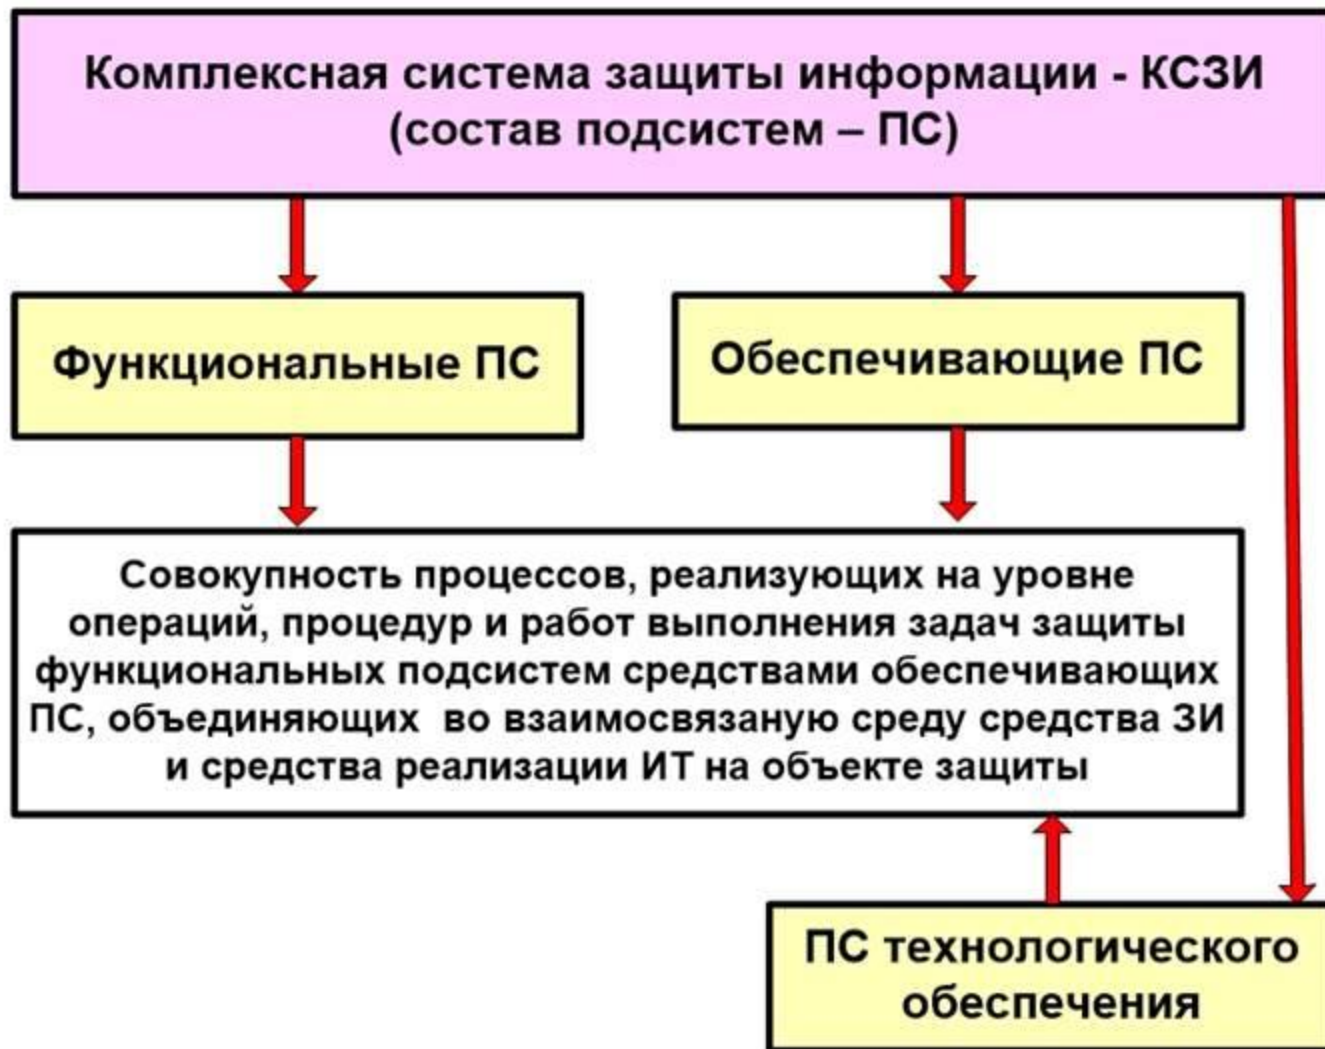 Комплексная система защиты информации - КСЗИ
(состав подсистем – ПС)
Функциональные ПС
Обеспечивающие ПС
Совокупность процессов, реализующих на уровне
операций, процедур и работ выполнения задач защиты
функциональных подсистем средствами обеспечивающих
ПС, объединяющих во взаимосвязаную среду средства ЗИ
и средства реализации ИТ на объекте защиты
ПС технологического
обеспечения